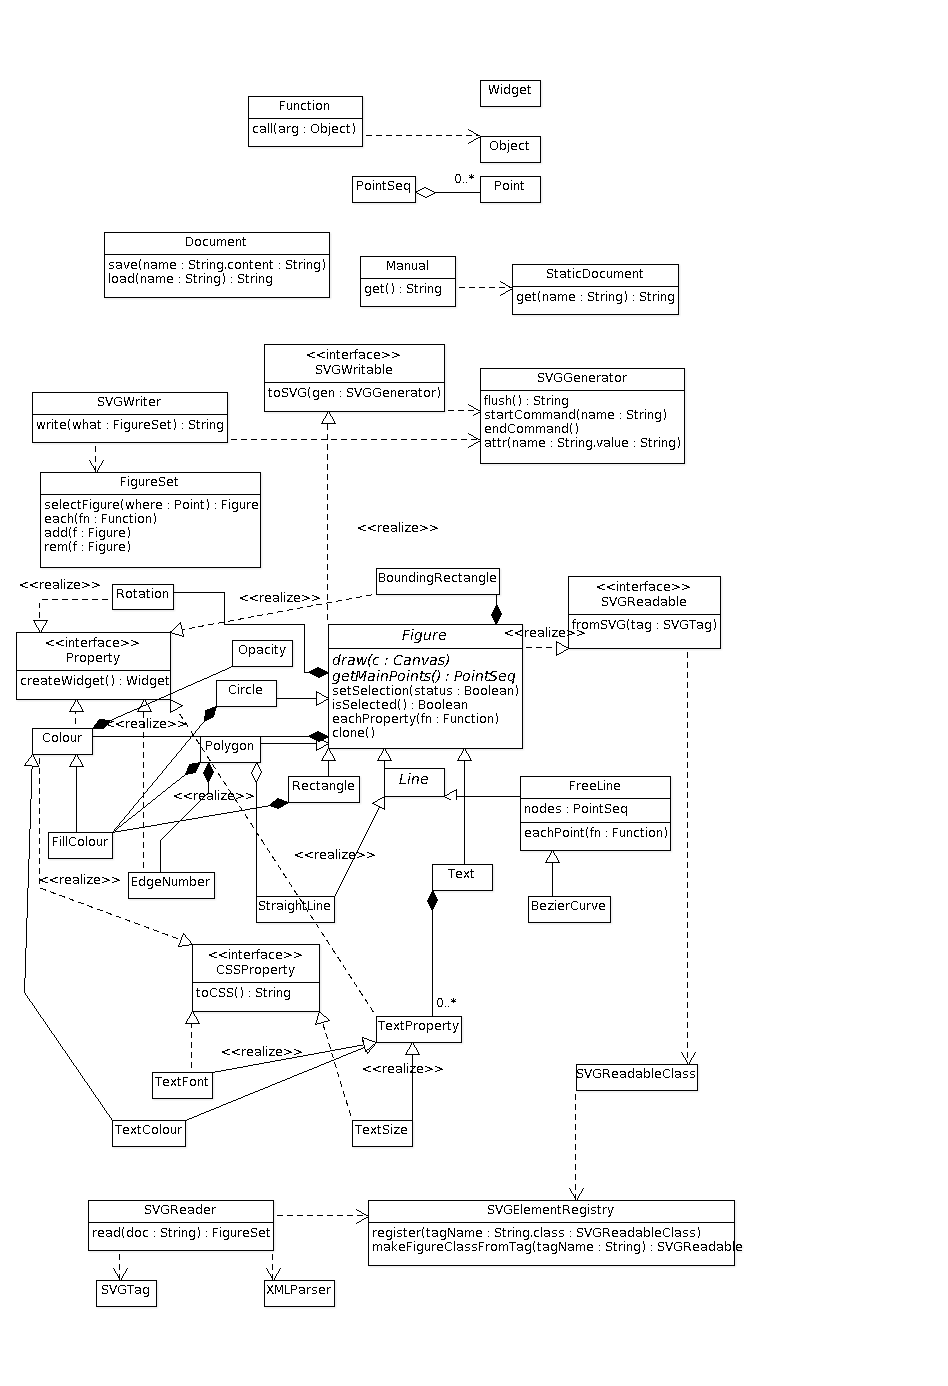 Widget
Function
call(arg : Object)
Object
PointSeq
0..*
Point
Document
save(name : String.content : String)
load(name : String) : String
Manual
get() : String
StaticDocument
get(name : String) : String
<<interface>>
SVGWritable
toSVG(gen : SVGGenerator)
SVGGenerator
flush() : String
startCommand(name : String)
endCommand()
attr(name : String.value : String)
SVGWriter
write(what : FigureSet) : String
FigureSet
selectFigure(where : Point) : Figure
each(fn : Function)
add(f : Figure)
rem(f : Figure)
<<realize>>
BoundingRectangle
<<realize>>
Rotation
<<realize>>
<<interface>>
SVGReadable
fromSVG(tag : SVGTag)
<<realize>>
<<interface>>
Property
createWidget() : Widget
Figure
draw(c : Canvas)
getMainPoints() : PointSeq
setSelection(status : Boolean)
isSelected() : Boolean
eachProperty(fn : Function)
clone()
Opacity
Circle
<<realize>>
Colour
Polygon
<<realize>>
Rectangle
Line
FreeLine
nodes : PointSeq
eachPoint(fn : Function)
FillColour
<<realize>>
<<realize>>
EdgeNumber
Text
StraightLine
BezierCurve
<<interface>>
CSSProperty
toCSS() : String
0..*
TextProperty
<<realize>>
<<realize>>
TextFont
SVGReadableClass
TextColour
TextSize
SVGReader
read(doc : String) : FigureSet
SVGElementRegistry
register(tagName : String.class : SVGReadableClass)
makeFigureClassFromTag(tagName : String) : SVGReadable
SVGTag
XMLParser